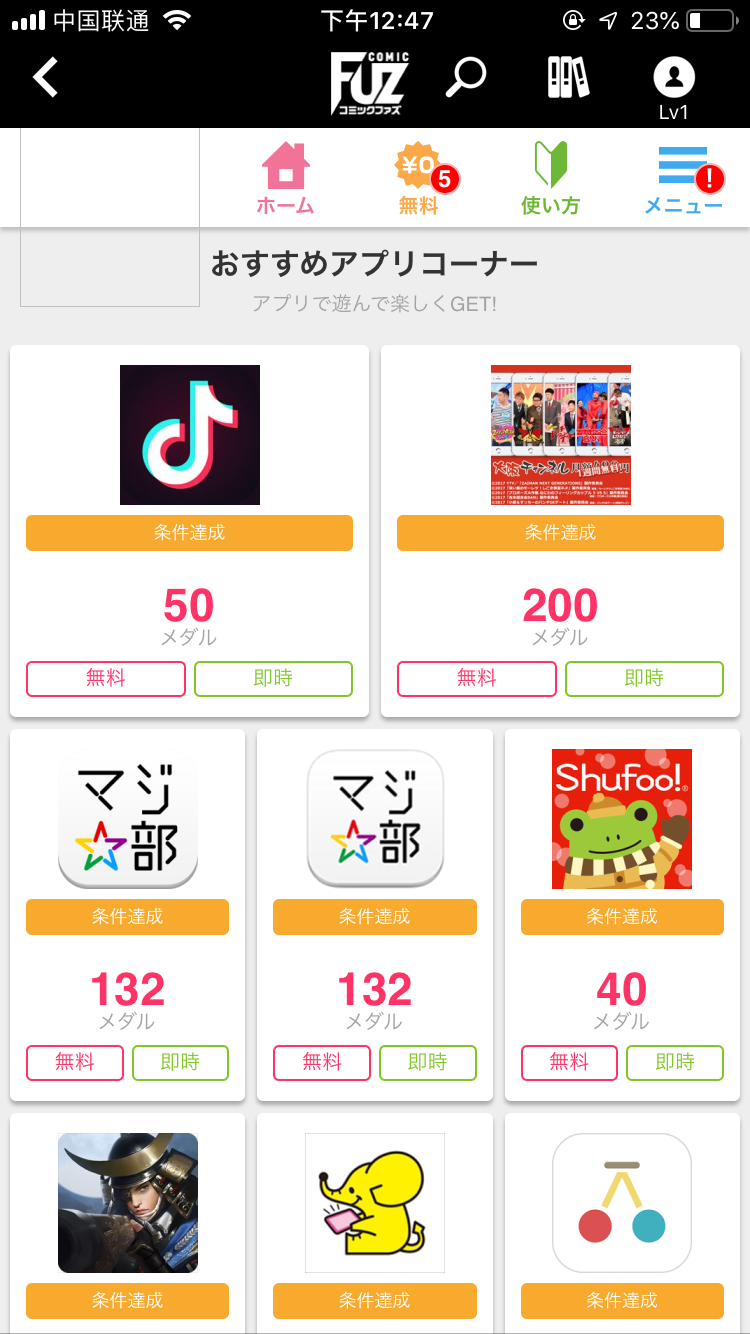 中国联通 下午12:47 23%
COMIC
FUZ
コミックファズ
Lv1
¥0 5 !
ホーム 無料 使い方 メニュー
おすすめアプリコーナー
アプリで遊んで楽しくGET!
大阪チャンネル
条件達成 条件達成
50 200
メダル メダル
無料 即時 無料 即時
マジ マジ Shufoo!
部 部
条件達成 条件達成 条件達成
132 132 40
メダル メダル メダル
無料 即時 無料 即時 無料 即時
条件達成 条件達成 条件達成